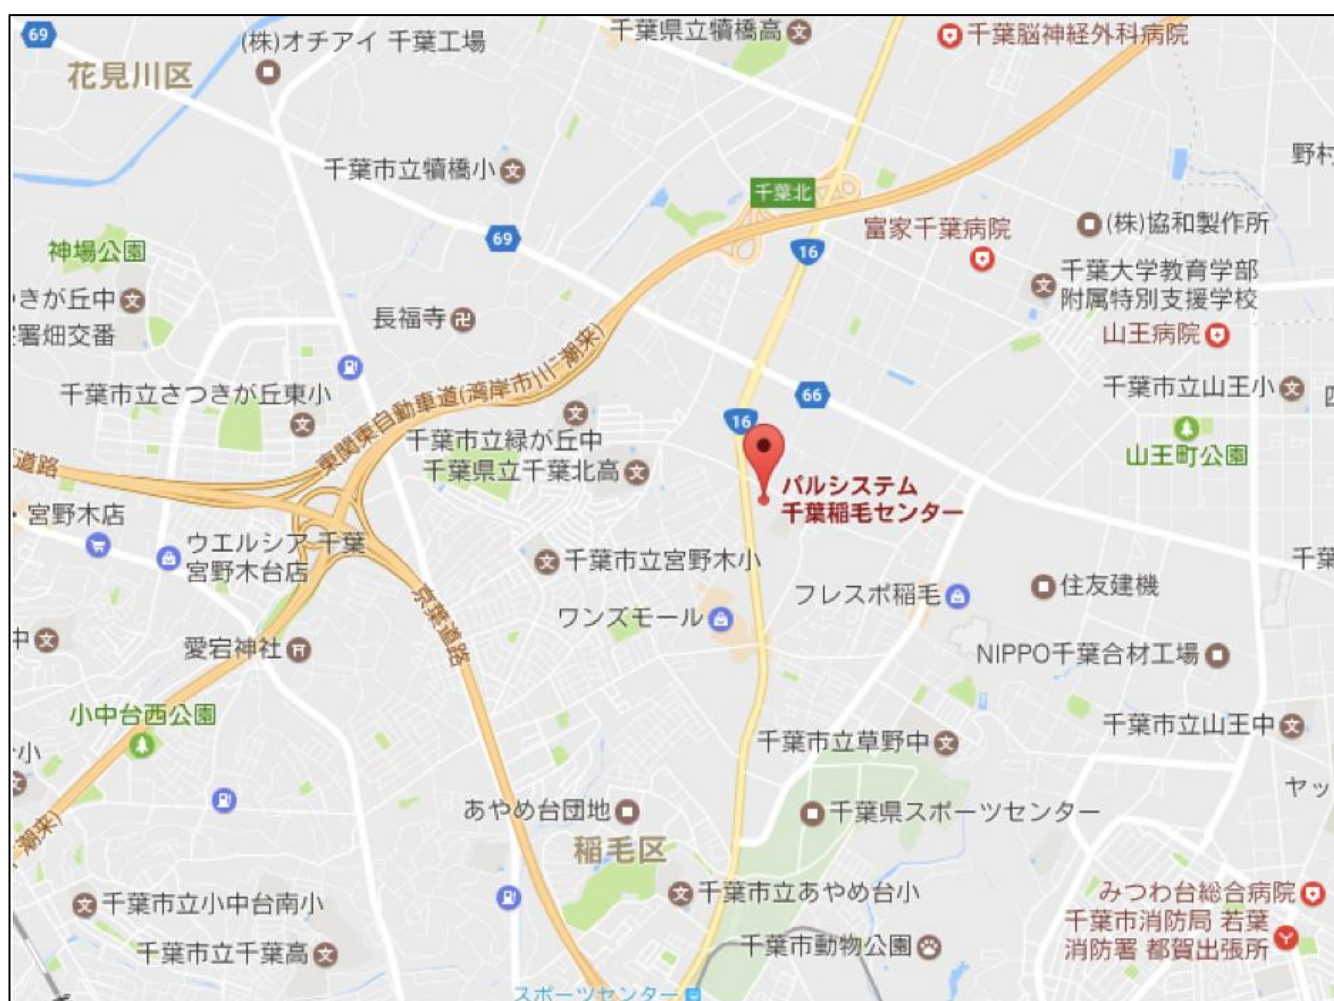 69
(株)オチアイ 千葉工場
千葉県立犢橋高
千葉脳神経外科病院
花見川区
千葉市立犢橋小
野村
千葉北
69
16
富家千葉病院
(株)協和製作所
神場公園
千葉大学教育学部
附属特別支援学校
きが丘中
署畑交番
長福寺
山王病院
千葉市立さつきが丘東小
東関東自動車道(湾岸市川-潮来)
66
千葉市立山王小
16
千葉市立緑が丘中
千葉県立千葉北高
山王町公園
道路
パルシステム
千葉稲毛センター
宮野木店
ウエルシア 千葉
宮野木台店
千葉市立宮野木小
千葉
フレスポ稲毛
住友建機
京葉道路
ワンズモール
中
愛宕神社
NIPPO千葉合材工場
小中台西公園
千葉市立草野中
千葉市立山王中
小
ヤッ
潮来)
あやめ台団地
千葉県スポーツセンター
稲毛区
千葉市立小中台南小
千葉市立あやめ台小
みつわ台総合病院
千葉市消防局 若葉
消防署 都賀出張所
千葉市立千葉高
千葉市動物公園
スポーツセンター